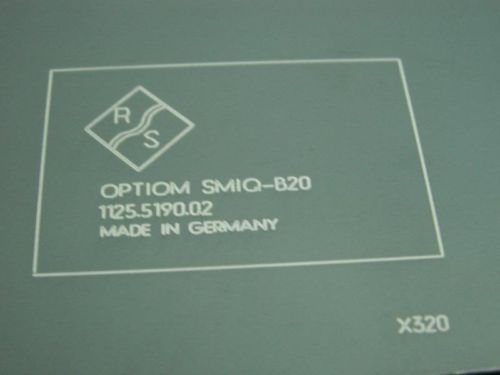 R
S
OPTIOM SMIQ-B20
1125.5190.02
MADE IN GERMANY
X320